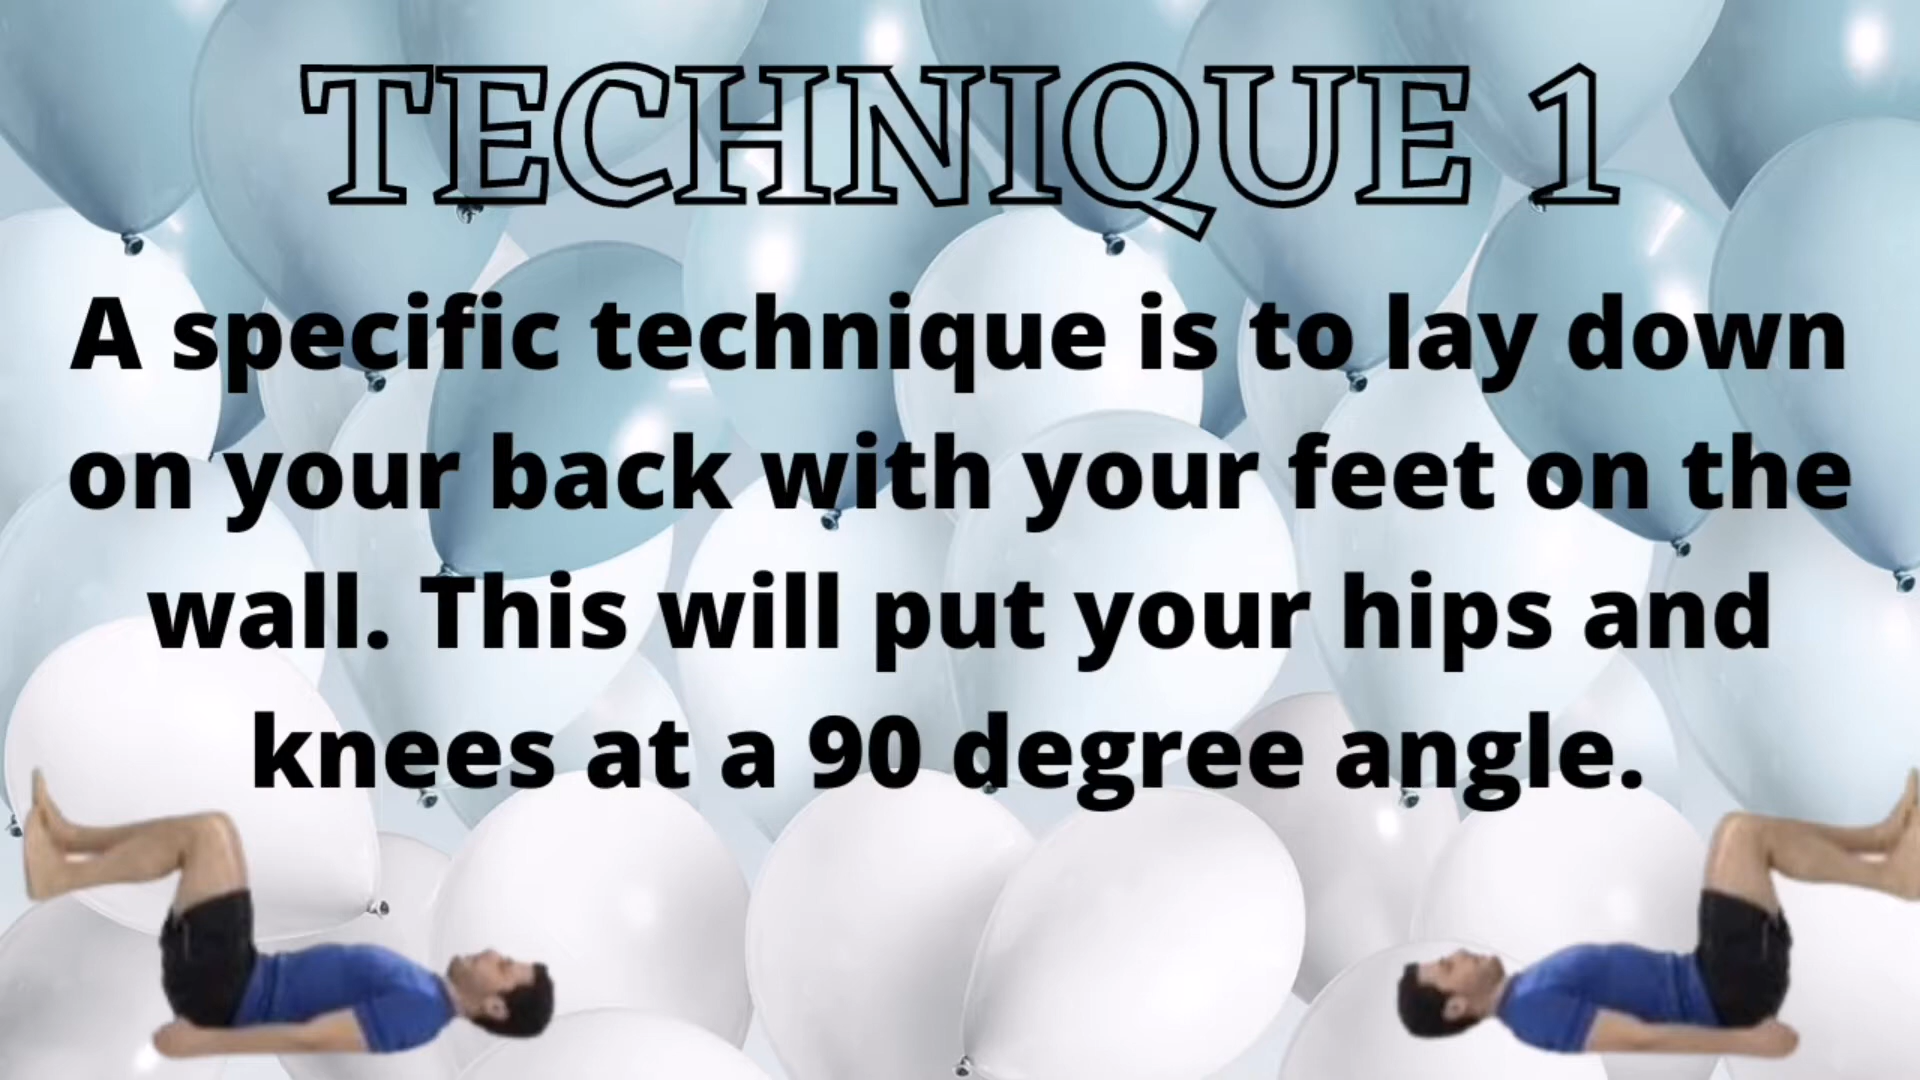 TECHNIQUE 1
A specific technique is to lay down
on your back with your feet on the
wall. This will put your hips and
knees at a 90 degree angle.